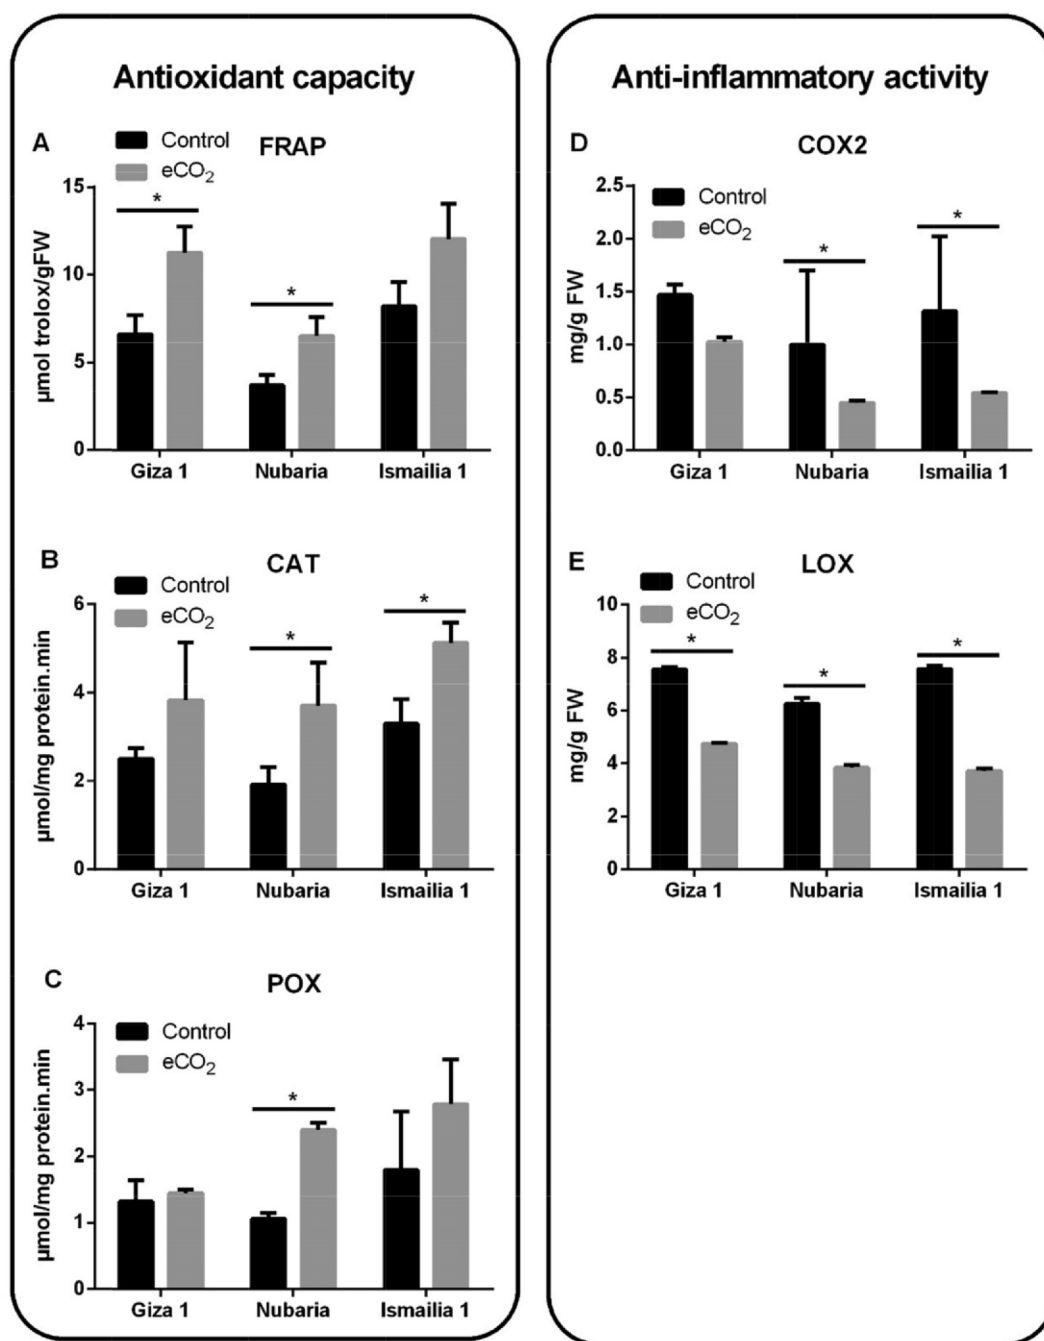 Antioxidant capacity
A
Control
eCO2
FRAP
*
*
15
10
5
0
µmol trolox/gFW
Giza 1 Nubaria Ismailia 1
B
CAT
Control
eCO2
*
*
6
4
2
0
µmol/mg protein.min
Giza 1 Nubaria Ismailia 1
C
POX
Control
eCO2
*
4
3
2
1
0
µmol/mg protein.min
Giza 1 Nubaria Ismailia 1
Anti-inflammatory activity
D
COX2
Control
eCO2
*
*
2.5
2.0
1.5
1.0
0.5
0.0
mg/g FW
Giza 1 Nubaria Ismailia 1
E
LOX
Control
eCO2
*
*
*
10
8
6
4
2
0
mg/g FW
Giza 1 Nubaria Ismailia 1